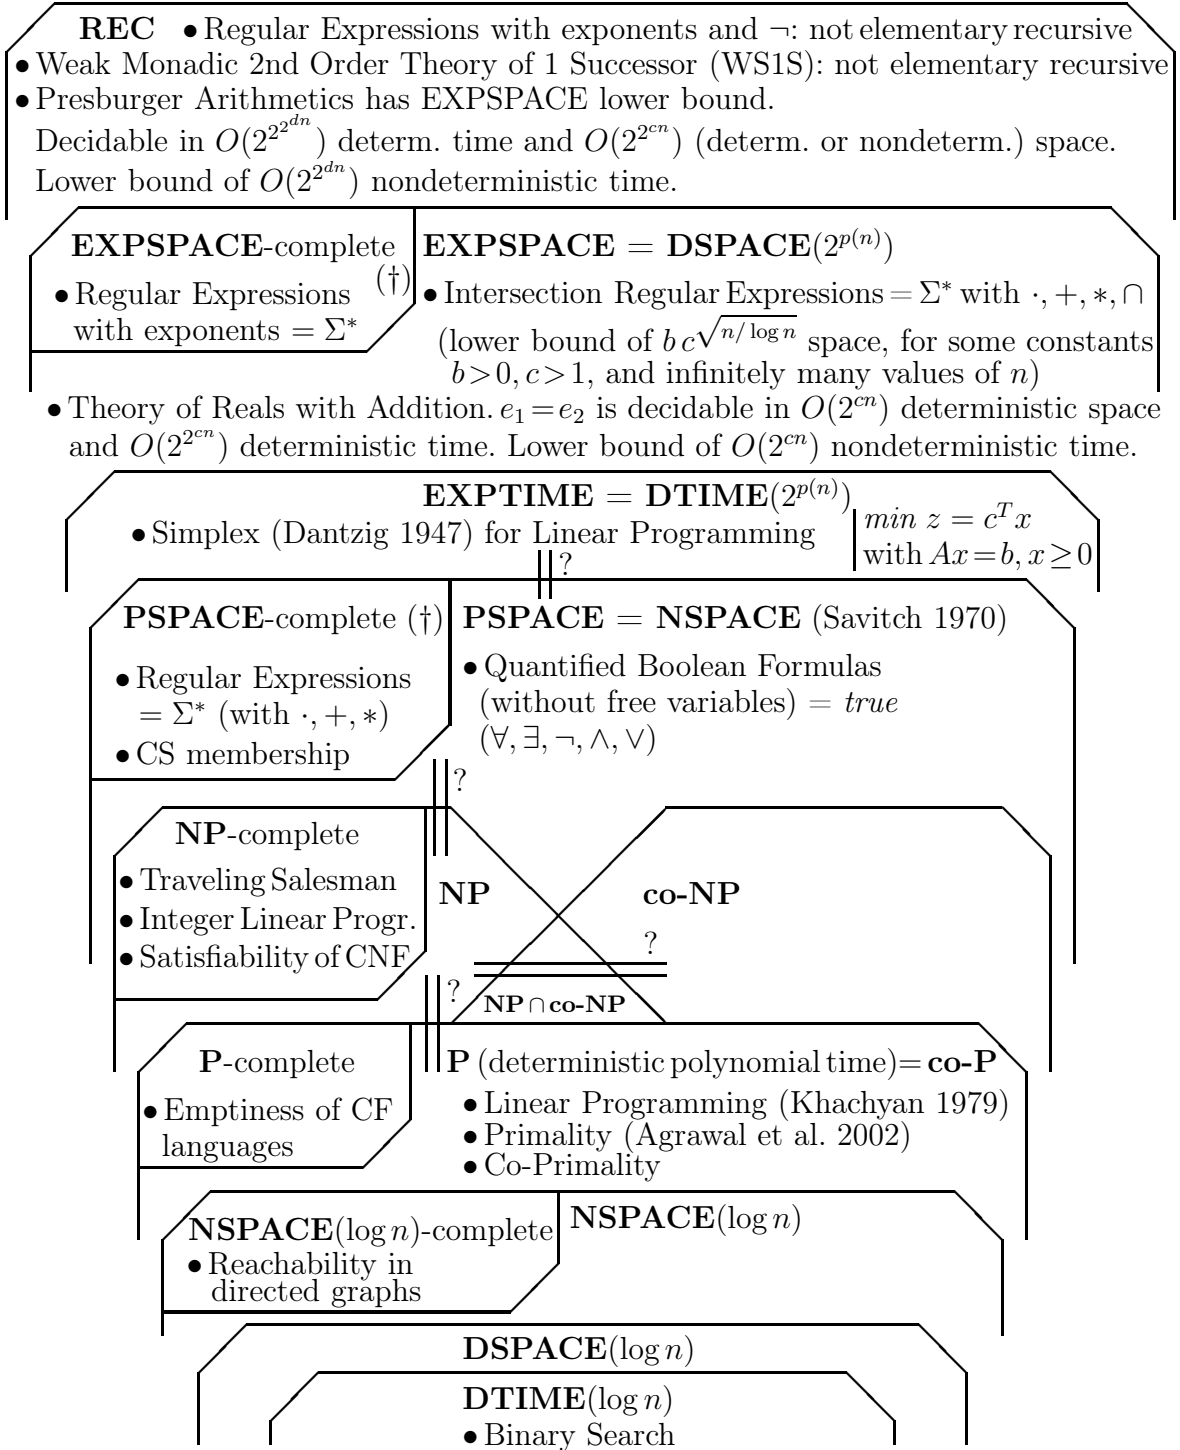 REC • Regular Expressions with exponents and ¬: not elementary recursive
• Weak Monadic 2nd Order Theory of 1 Successor (WS1S): not elementary recursive
• Presburger Arithmetics has EXPSPACE lower bound.
Decidable in O(2^{2^{2^{dn}}}) determ. time and O(2^{2^{cn}}) (determ. or nondeterm.) space.
Lower bound of O(2^{2^{dn}}) nondeterministic time.
EXPSPACE-complete (†)
• Regular Expressions
with exponents = Σ*
EXPSPACE = DSPACE(2^{p(n)})
• Intersection Regular Expressions = Σ* with ·, +, ∗, ∩
(lower bound of b c^{√(n/ log n)} space, for some constants
b > 0, c > 1, and infinitely many values of n)
• Theory of Reals with Addition. e₁ = e₂ is decidable in O(2^{cn}) deterministic space
and O(2^{2^{cn}}) deterministic time. Lower bound of O(2^{cn}) nondeterministic time.
EXPTIME = DTIME(2^{p(n)})
• Simplex (Dantzig 1947) for Linear Programming
min z = c^T x
with Ax = b, x ≥ 0
?
PSPACE-complete (†)
• Regular Expressions
= Σ* (with ·, +, ∗)
• CS membership
PSPACE = NSPACE (Savitch 1970)
• Quantified Boolean Formulas
(without free variables) = true
(∀, ∃, ¬, ∧, ∨)
?
NP-complete
• Traveling Salesman
• Integer Linear Progr.
• Satisfiability of CNF
NP
co-NP
?
?
NP ∩ co-NP
P-complete
• Emptiness of CF
languages
P (deterministic polynomial time) = co-P
• Linear Programming (Khachyan 1979)
• Primality (Agrawal et al. 2002)
• Co-Primality
NSPACE(log n)-complete
• Reachability in
directed graphs
NSPACE(log n)
DSPACE(log n)
DTIME(log n)
• Binary Search